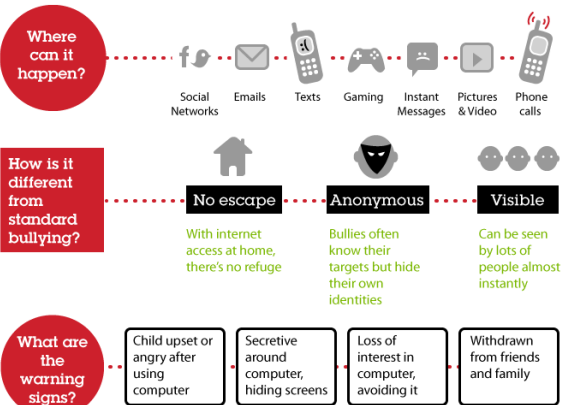 Where
can it
happen?
Social
Networks
Emails
Texts
Gaming
Instant
Messages
Pictures
& Video
Phone
calls
How is it
different
from
standard
bullying?
No escape
With internet
access at home,
there's no refuge
Anonymous
Bullies often
know their
targets but hide
their own
identities
Visible
Can be seen
by lots of
people almost
instantly
What are
the
warning
signs?
Child upset or
angry after
using
computer
Secretive
around
computer,
hiding screens
Loss of
interest in
computer,
avoiding it
Withdrawn
from friends
and family